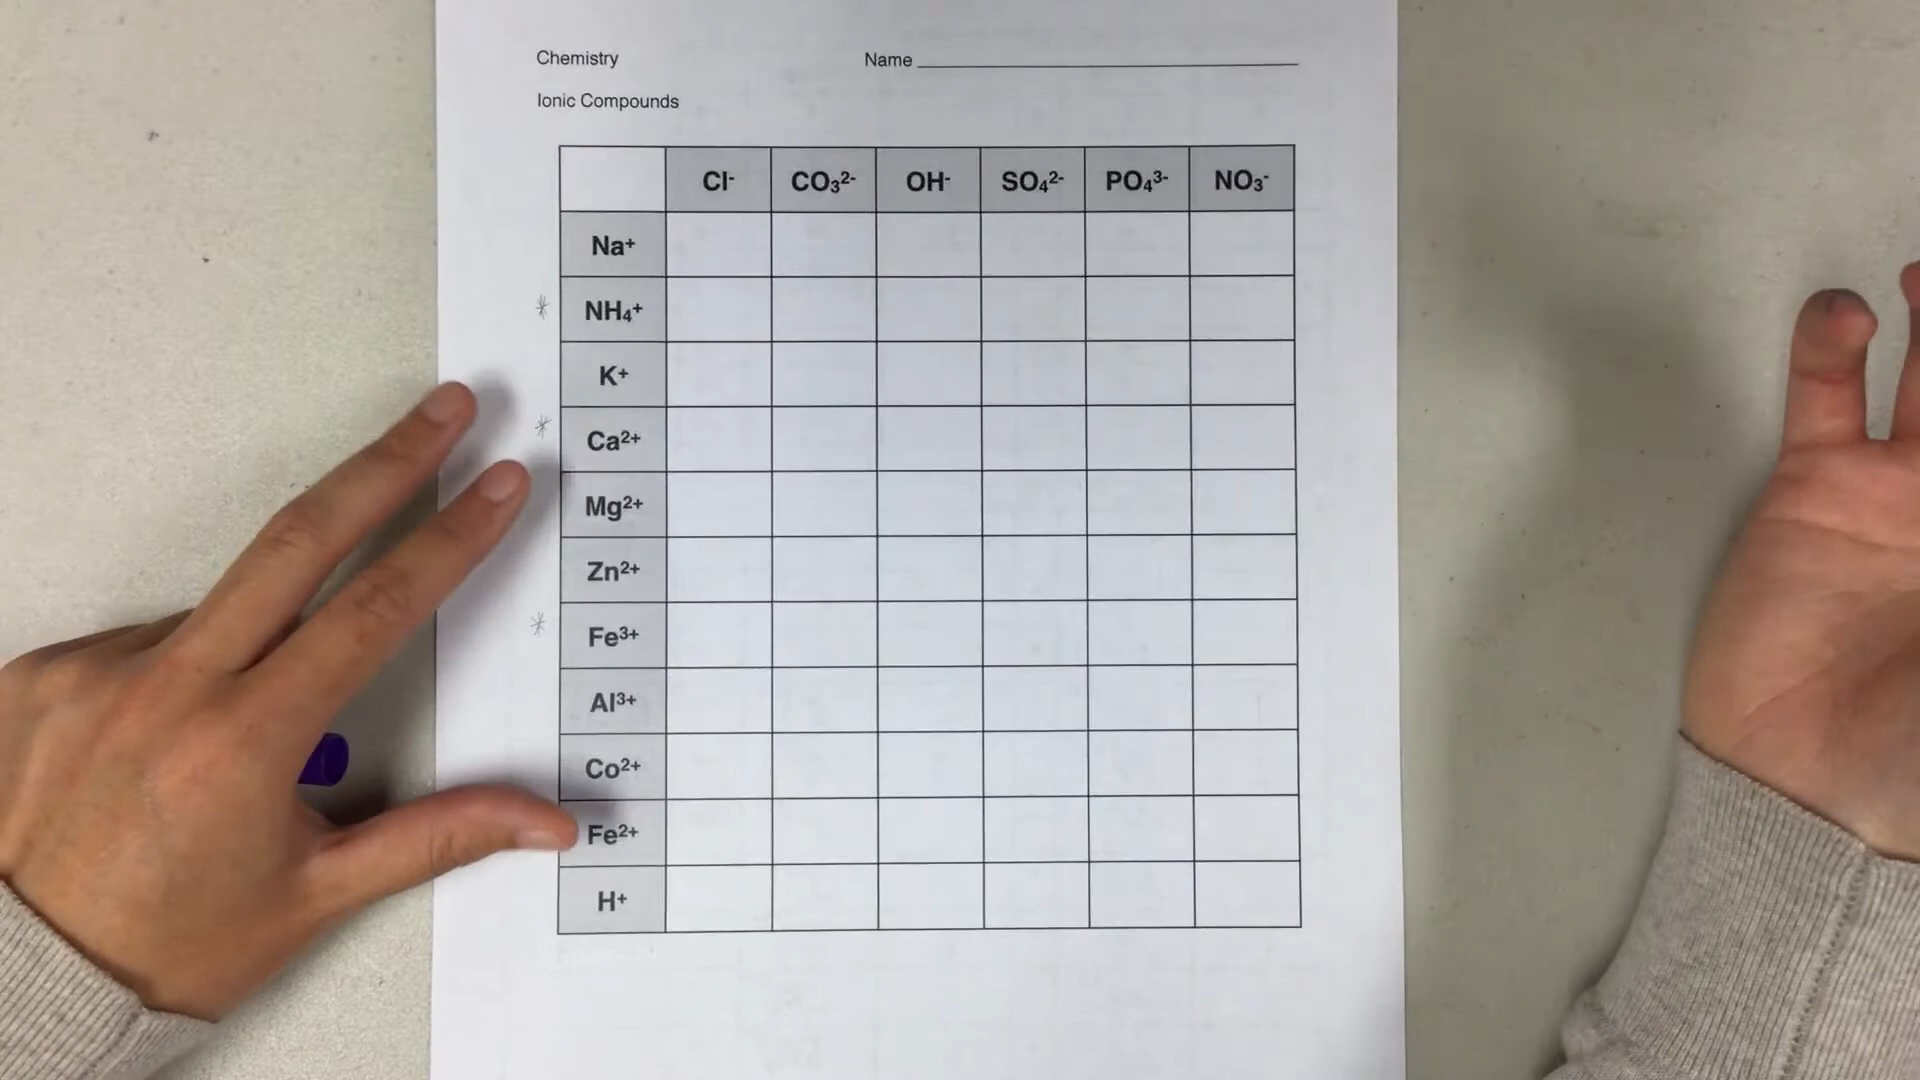 Chemistry Name
Ionic Compounds
Cl⁻ CO₃²⁻ OH⁻ SO₄²⁻ PO₄³⁻ NO₃⁻
Na⁺
* NH₄⁺
K⁺
* Ca²⁺
Mg²⁺
Zn²⁺
* Fe³⁺
Al³⁺
Co²⁺
Fe²⁺
H⁺